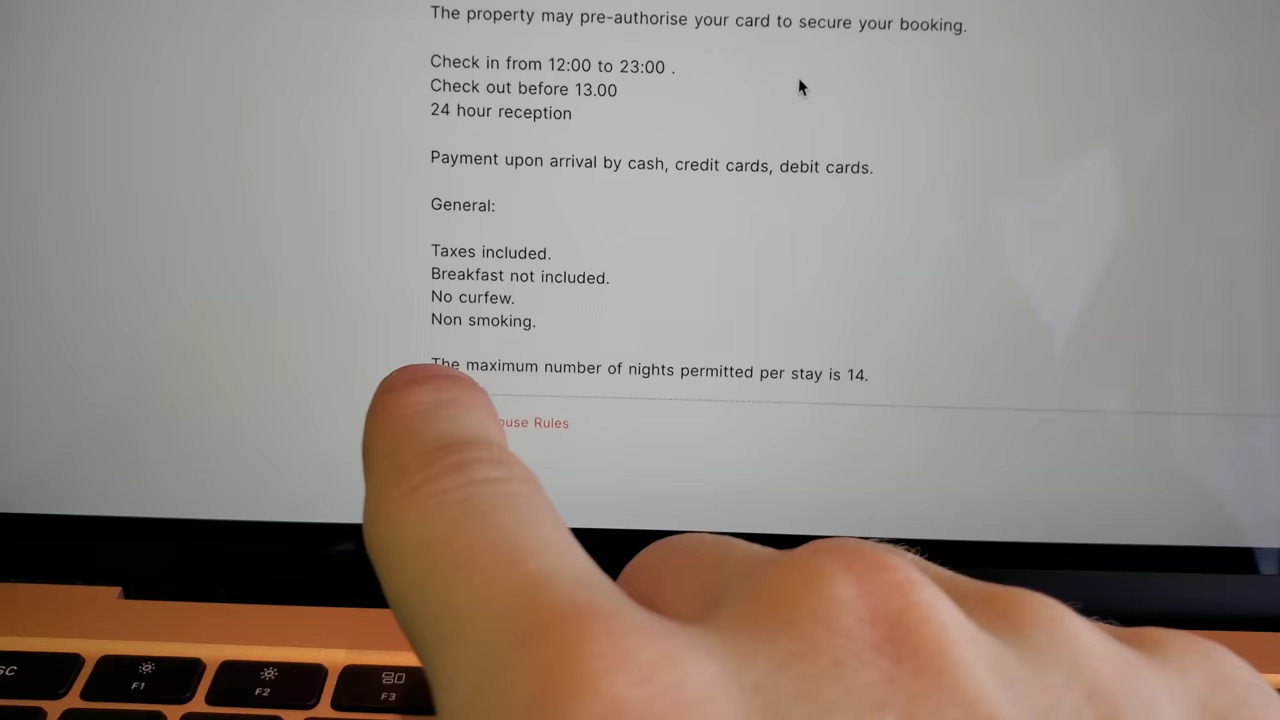 The property may pre-authorise your card to secure your booking.
Check in from 12:00 to 23:00 .
Check out before 13.00
24 hour reception
Payment upon arrival by cash, credit cards, debit cards.
General:
Taxes included.
Breakfast not included.
No curfew.
Non smoking.
The maximum number of nights permitted per stay is 14.
Rules
F1
F2
F3